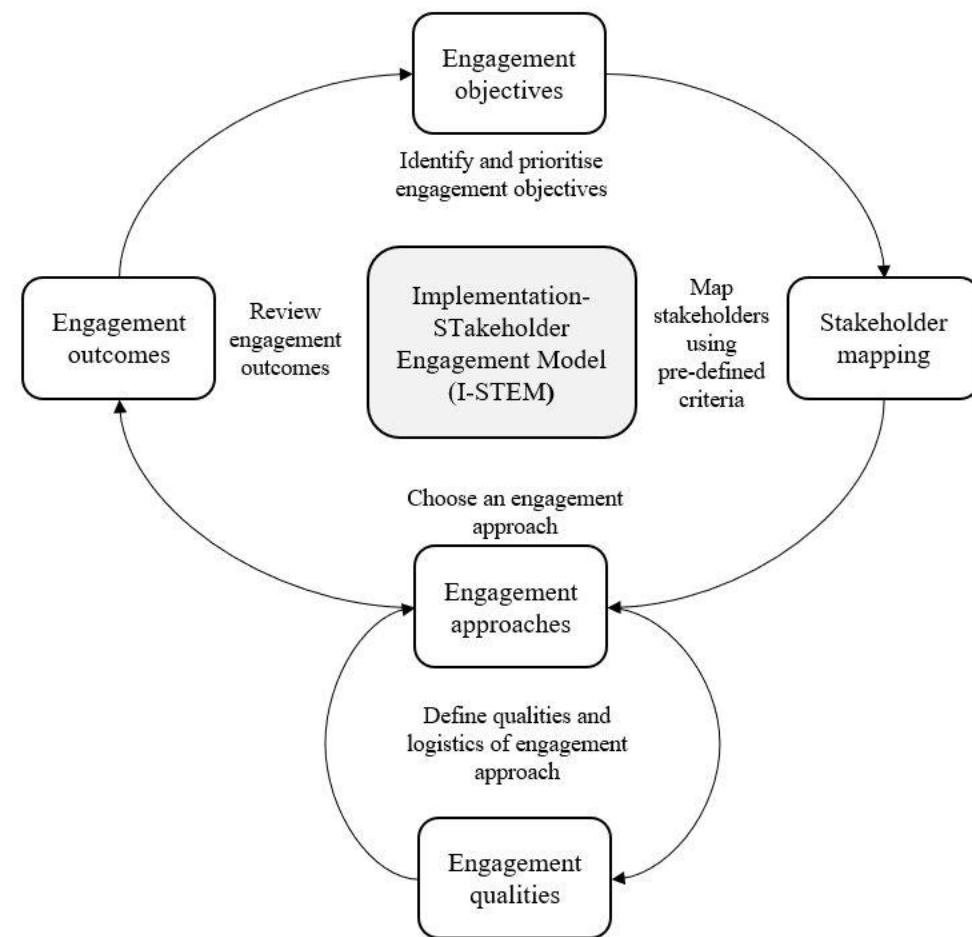 Engagement
objectives
Identify and prioritise
engagement objectives
Engagement
outcomes
Review
engagement
outcomes
Implementation-
STakeholder
Engagement Model
(I-STEM)
Map
stakeholders
using
pre-defined
criteria
Stakeholder
mapping
Choose an engagement
approach
Engagement
approaches
Define qualities and
logistics of engagement
approach
Engagement
qualities